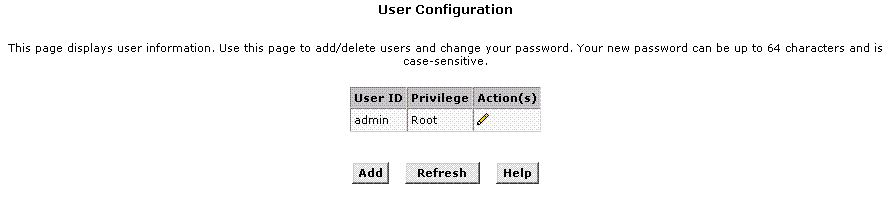 User Configuration
This page displays user information. Use this page to add/delete users and change your password. Your new password can be up to 64 characters and is
case-sensitive.
User ID Privilege Action(s)
admin Root
Add Refresh Help